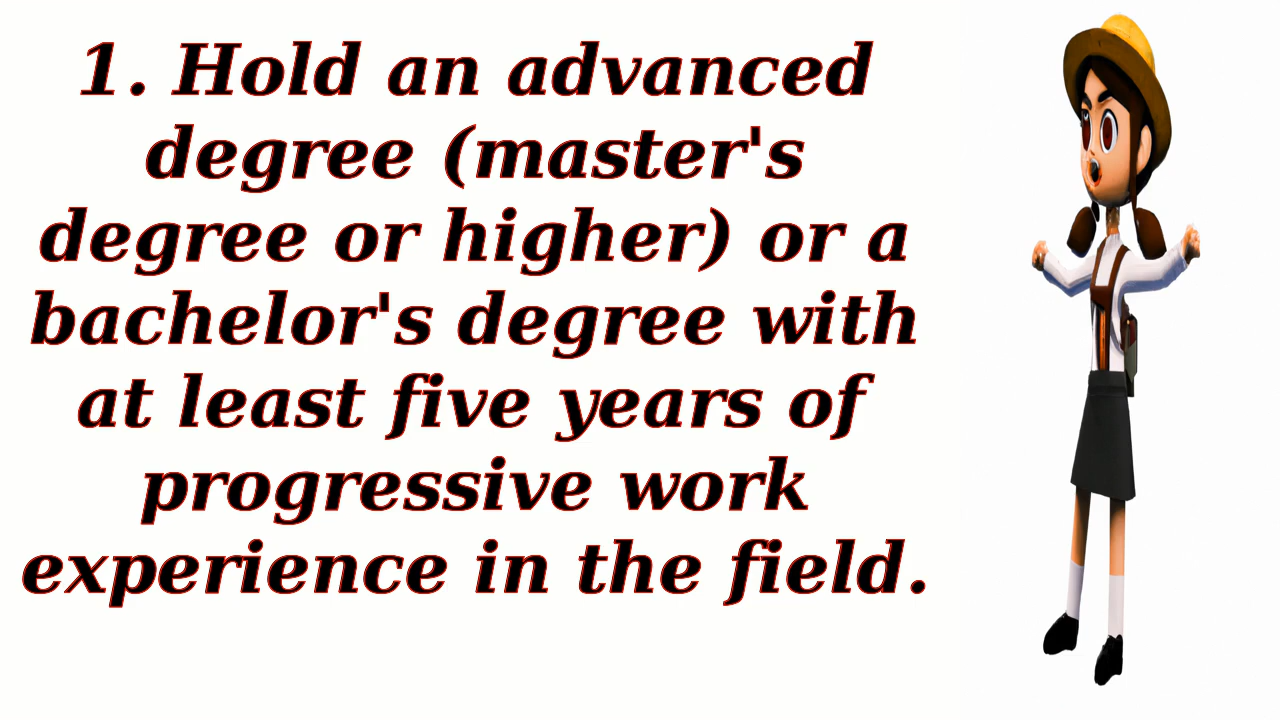 1. Hold an advanced
degree (master's
degree or higher) or a
bachelor's degree with
at least five years of
progressive work
experience in the field.